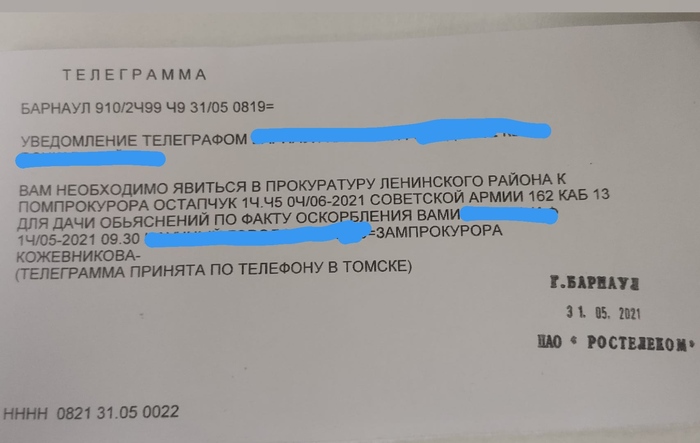 ТЕЛЕГРАММА
БАРНАУЛ 910/2Ч99 Ч9 31/05 0819=
УВЕДОМЛЕНИЕ ТЕЛЕГРАФОМ
ВАМ НЕОБХОДИМО ЯВИТЬСЯ В ПРОКУРАТУРУ ЛЕНИНСКОГО РАЙОНА К
ПОМПРОКУРОРА ОСТАПЧУК 1Ч.Ч5 0Ч/06-2021 СОВЕТСКОЙ АРМИИ 162 КАБ 13
ДЛЯ ДАЧИ ОБЬЯСНЕНИЙ ПО ФАКТУ ОСКОРБЛЕНИЯ ВАМИ
1Ч/05-2021 09.30 =ЗАМПРОКУРОРА
КОЖЕВНИКОВА-
(ТЕЛЕГРАММА ПРИНЯТА ПО ТЕЛЕФОНУ В ТОМСКЕ)
Г.БАРНАУЛ
31. 05. 2021
ПАО « РОСТЕЛЕКОМ»
НННН 0821 31.05 0022